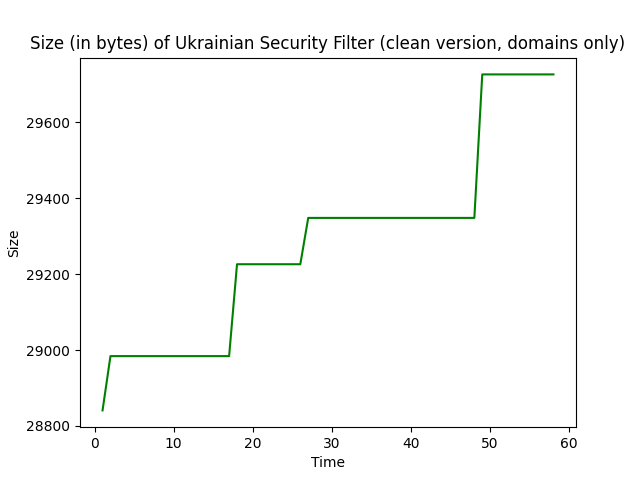 Size (in bytes) of Ukrainian Security Filter (clean version, domains only)
29600
29400
29200
29000
28800
Size
0 10 20 30 40 50 60
Time